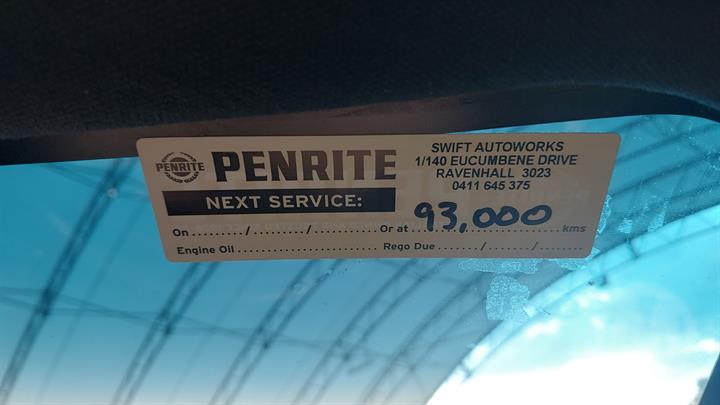 PENRITE
PENRITE
SWIFT AUTOWORKS
1/140 EUCUMBENE DRIVE
RAVENHALL 3023
0411 645 375
NEXT SERVICE:
On ......../......../........ Or at 93,000 kms
Engine Oil ........................ Rego Due ......../......../........